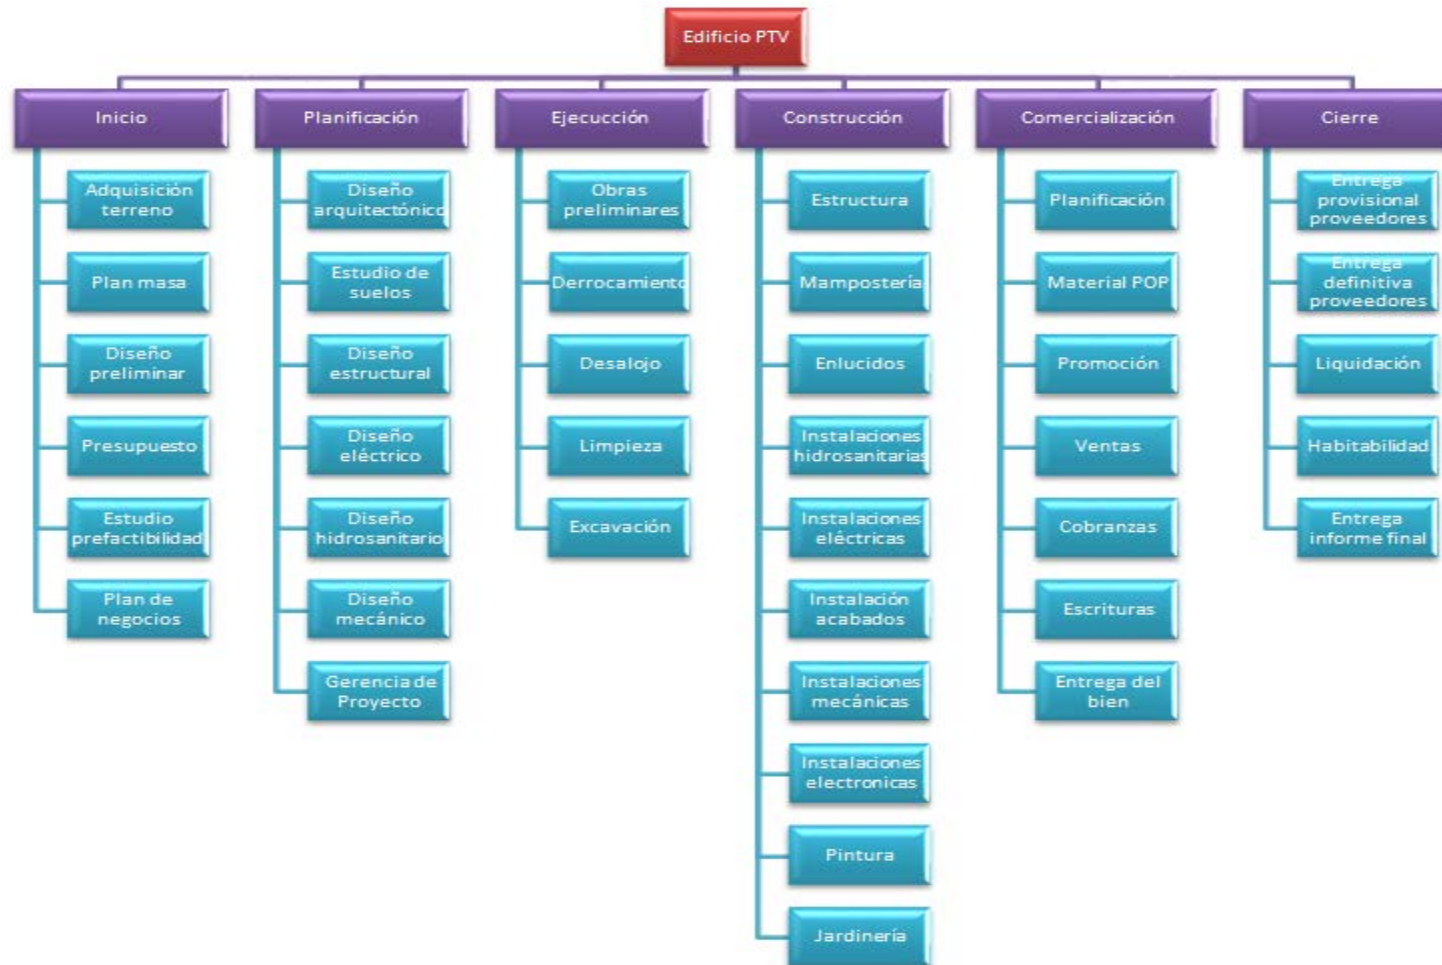 Edificio PTV
Inicio
Planificación
Ejecucción
Construcción
Comercialización
Cierre
Adquisición
terreno
Plan masa
Diseño
preliminar
Presupuesto
Estudio
prefactibilidad
Plan de
negocios
Diseño
arquitectónico
Estudio de
suelos
Diseño
estructural
Diseño
eléctrico
Diseño
hidrosanitario
Diseño
mecánico
Gerencia de
Proyecto
Obras
preliminares
Derrocamiento
Desalojo
Limpieza
Excavación
Estructura
Mampostería
Enlucidos
Instalaciones
hidrosanitarias
Instalaciones
eléctricas
Instalación
acabados
Instalaciones
mecánicas
Instalaciones
electronicas
Pintura
Jardinería
Planificación
Material POP
Promoción
Ventas
Cobranzas
Escrituras
Entrega del
bien
Entrega
provisional
proveedores
Entrega
definitiva
proveedores
Liquidación
Habitabilidad
Entrega
informe final